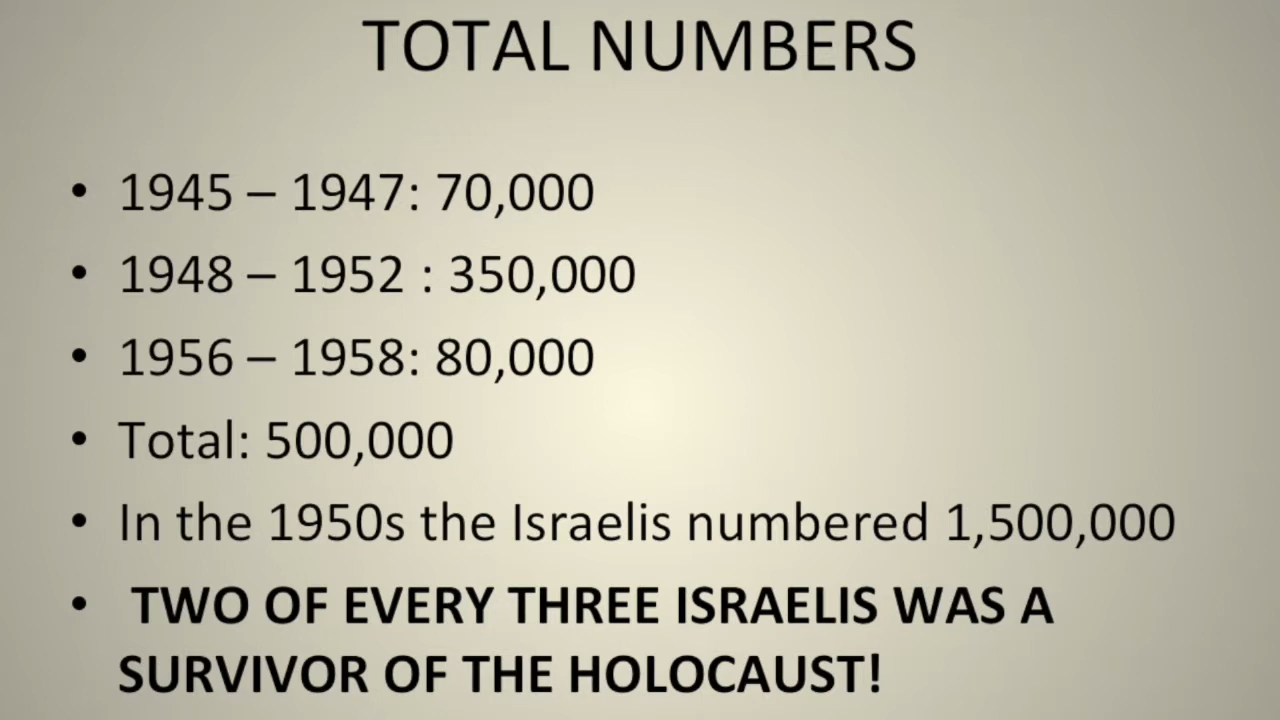 TOTAL NUMBERS
• 1945 – 1947: 70,000
• 1948 – 1952 : 350,000
• 1956 – 1958: 80,000
• Total: 500,000
• In the 1950s the Israelis numbered 1,500,000
• TWO OF EVERY THREE ISRAELIS WAS A
SURVIVOR OF THE HOLOCAUST!